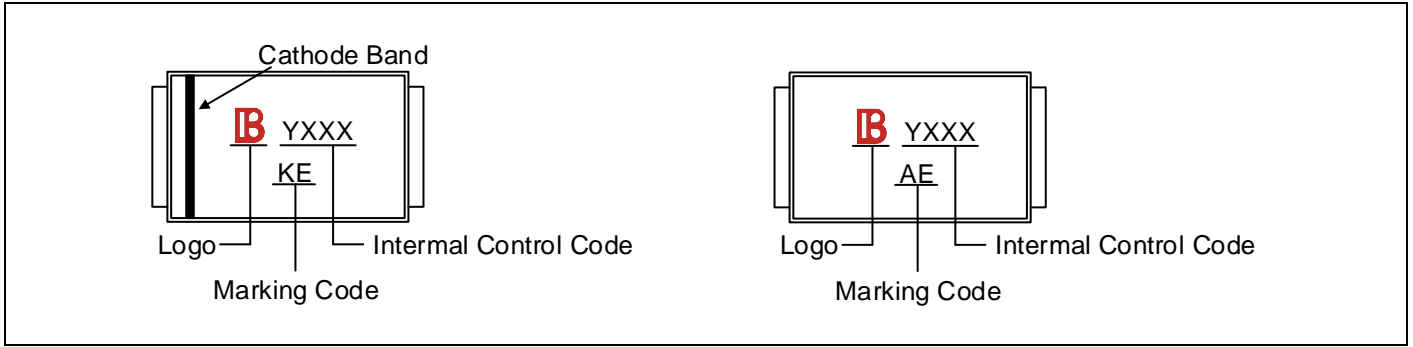 Cathode Band
B YXXX
KE
Logo
Intermal Control Code
Marking Code
B YXXX
AE
Logo
Intermal Control Code
Marking Code